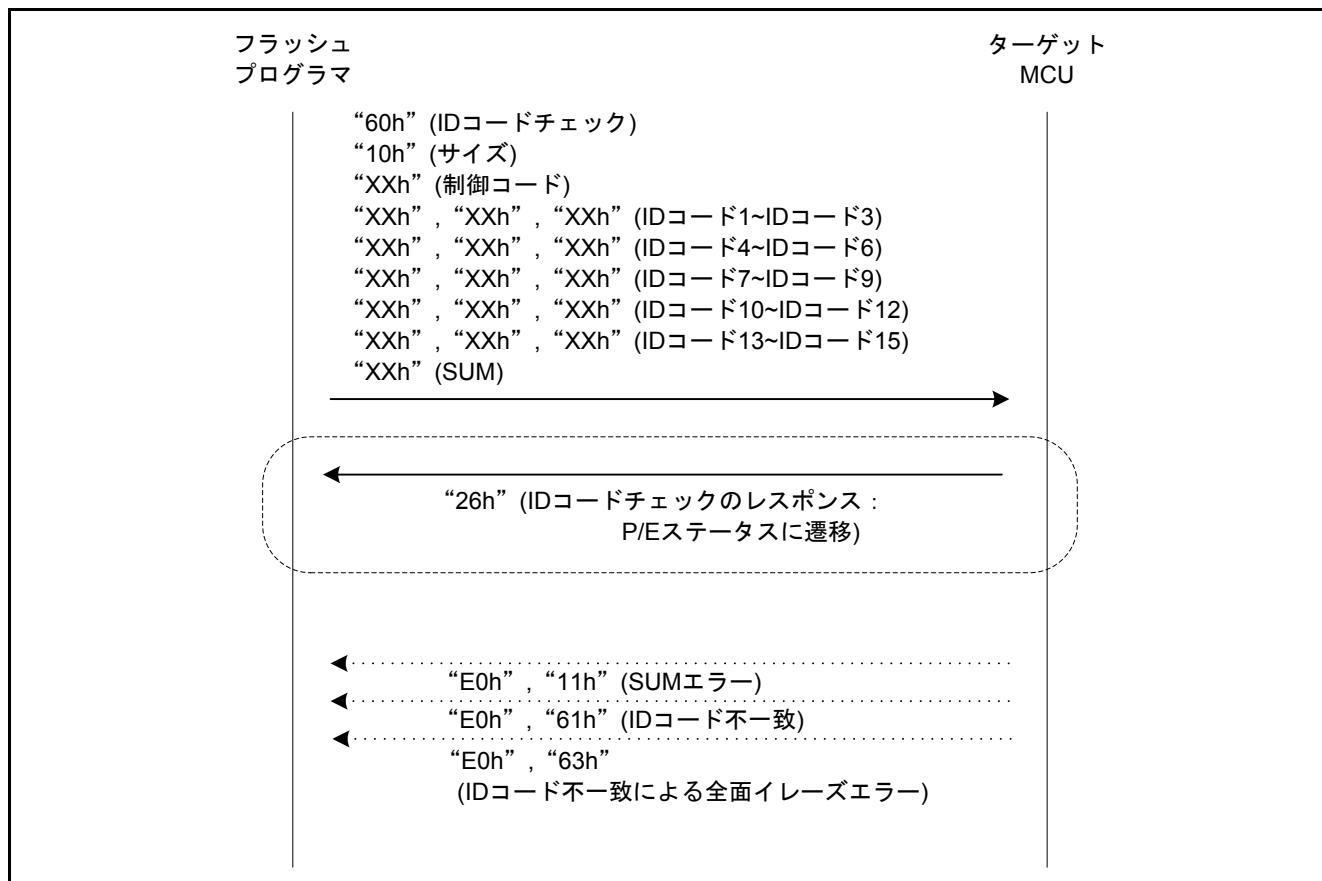 フラッシュ
プログラマ
ターゲット
MCU
“60h” (IDコードチェック)
“10h” (サイズ)
“XXh” (制御コード)
“XXh” , “XXh” , “XXh” (IDコード1~IDコード3)
“XXh” , “XXh” , “XXh” (IDコード4~IDコード6)
“XXh” , “XXh” , “XXh” (IDコード7~IDコード9)
“XXh” , “XXh” , “XXh” (IDコード10~IDコード12)
“XXh” , “XXh” , “XXh” (IDコード13~IDコード15)
“XXh” (SUM)
“26h” (IDコードチェックのレスポンス :
P/Eステータスに遷移)
“E0h” , “11h” (SUMエラー)
“E0h” , “61h” (IDコード不一致)
“E0h” , “63h”
(IDコード不一致による全面イレーズエラー)